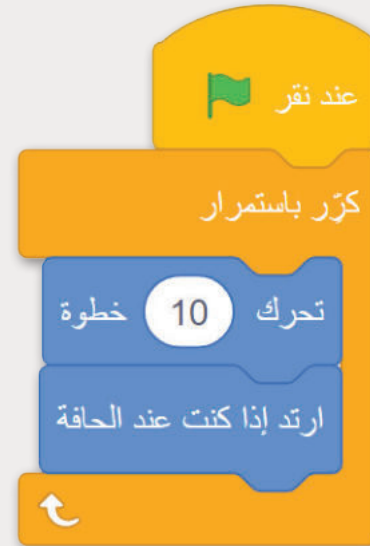 عند نقر
كرّر باستمرار
تحرك 10 خطوة
ارتد إذا كنت عند الحافة